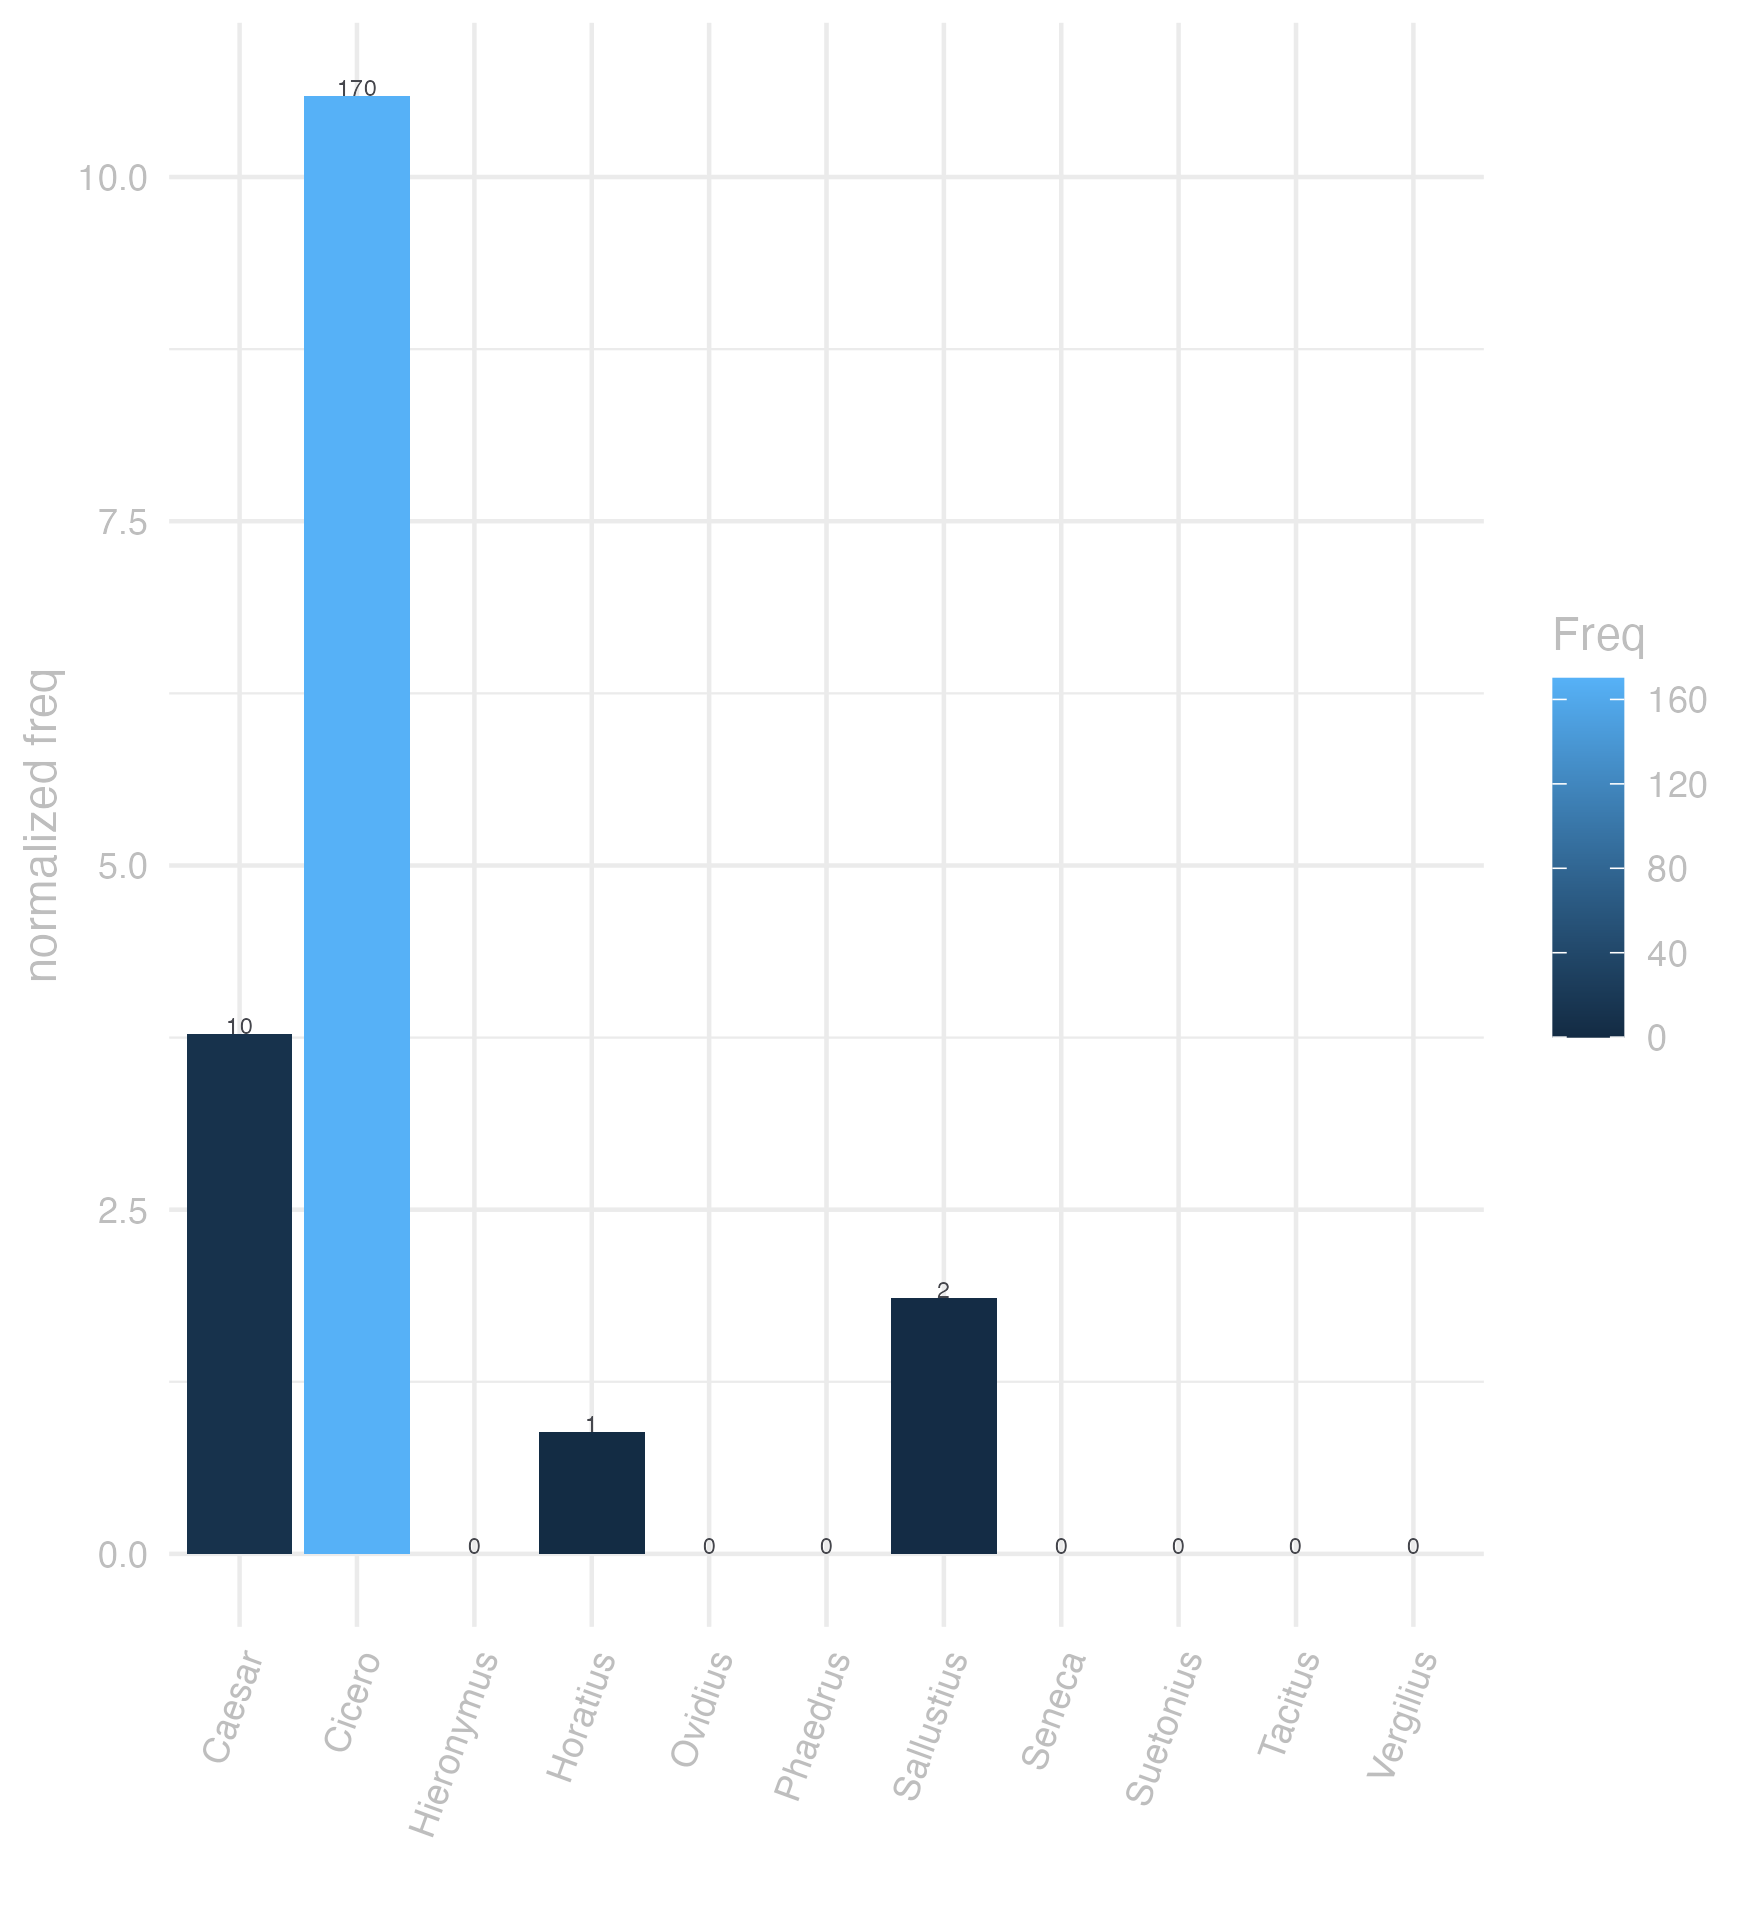 normalized freq
10.0
7.5
5.0
2.5
0.0
170
10
1
2
0
0
0
0
0
0
0
Caesar
Cicero
Hieronymus
Horatius
Ovidius
Phaedrus
Sallustius
Seneca
Suetonius
Tacitus
Vergilius
Freq
160
120
80
40
0